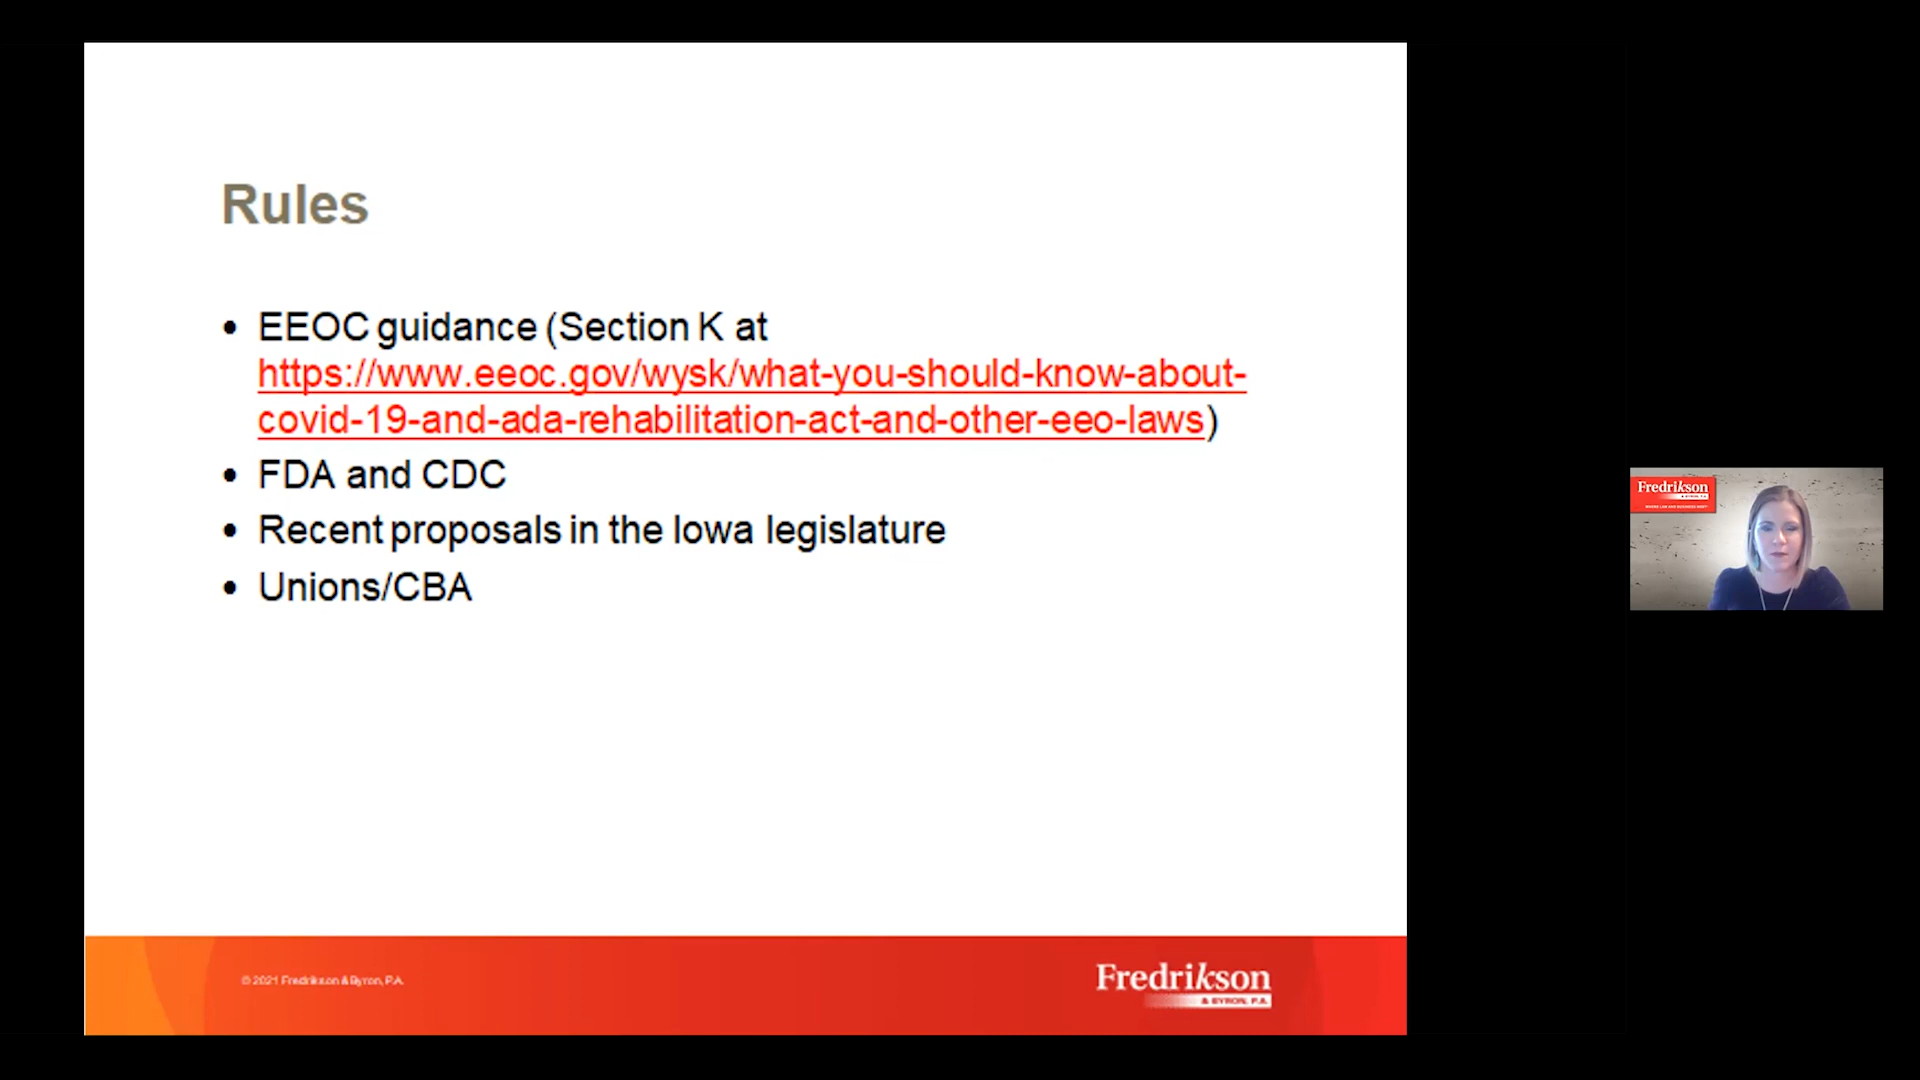 Rules
• EEOC guidance (Section K at
https://www.eeoc.gov/wysk/what-you-should-know-about-
covid-19-and-ada-rehabilitation-act-and-other-eeo-laws)
• FDA and CDC
• Recent proposals in the Iowa legislature
• Unions/CBA
Fredrikson
& BYRON, P.A.
© 2021 Fredrikson & Byron, P.A.
Fredrikson
& BYRON, P.A.